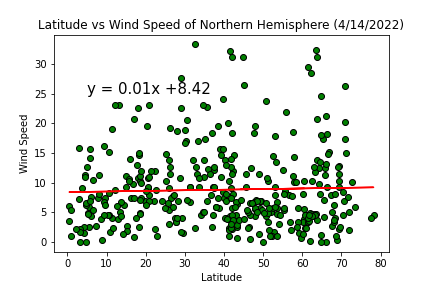 Latitude vs Wind Speed of Northern Hemisphere (4/14/2022)
y = 0.01x +8.42
Wind Speed
30
25
20
15
10
5
0
0 10 20 30 40 50 60 70 80
Latitude